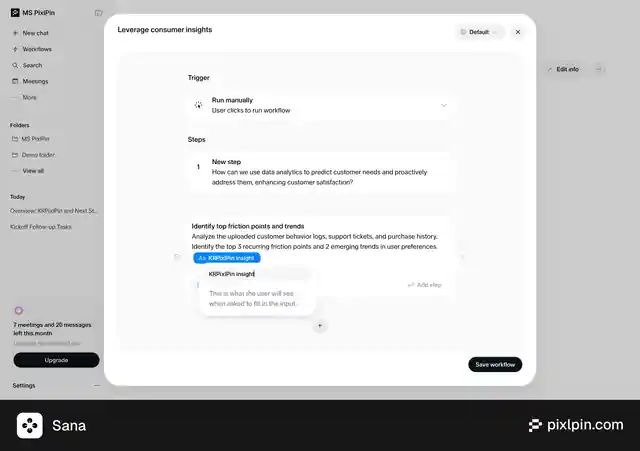 MS PixlPin
New chat
Workflows
Search
Meetings
More
Folders
MS PixlPin
Demo folder
View all
Today
Overview: KRPixlPin and Next St...
Kickoff Follow-up Tasks
7 meetings and 20 messages
left this month
Upgrade
Settings
Leverage consumer insights
Default
Edit info
Trigger
Run manually
User clicks to run workflow
Steps
1
New step
How can we use data analytics to predict customer needs and proactively
address them, enhancing customer satisfaction?
Identify top friction points and trends
Analyze the uploaded customer behavior logs, support tickets, and purchase history.
Identify the top 3 recurring friction points and 2 emerging trends in user preferences.
Aa KRPixlPin insight
KRPixlPin insight
This is what the user will see
when asked to fill in the input.
Add step
Save workflow
Sana
pixlpin.com